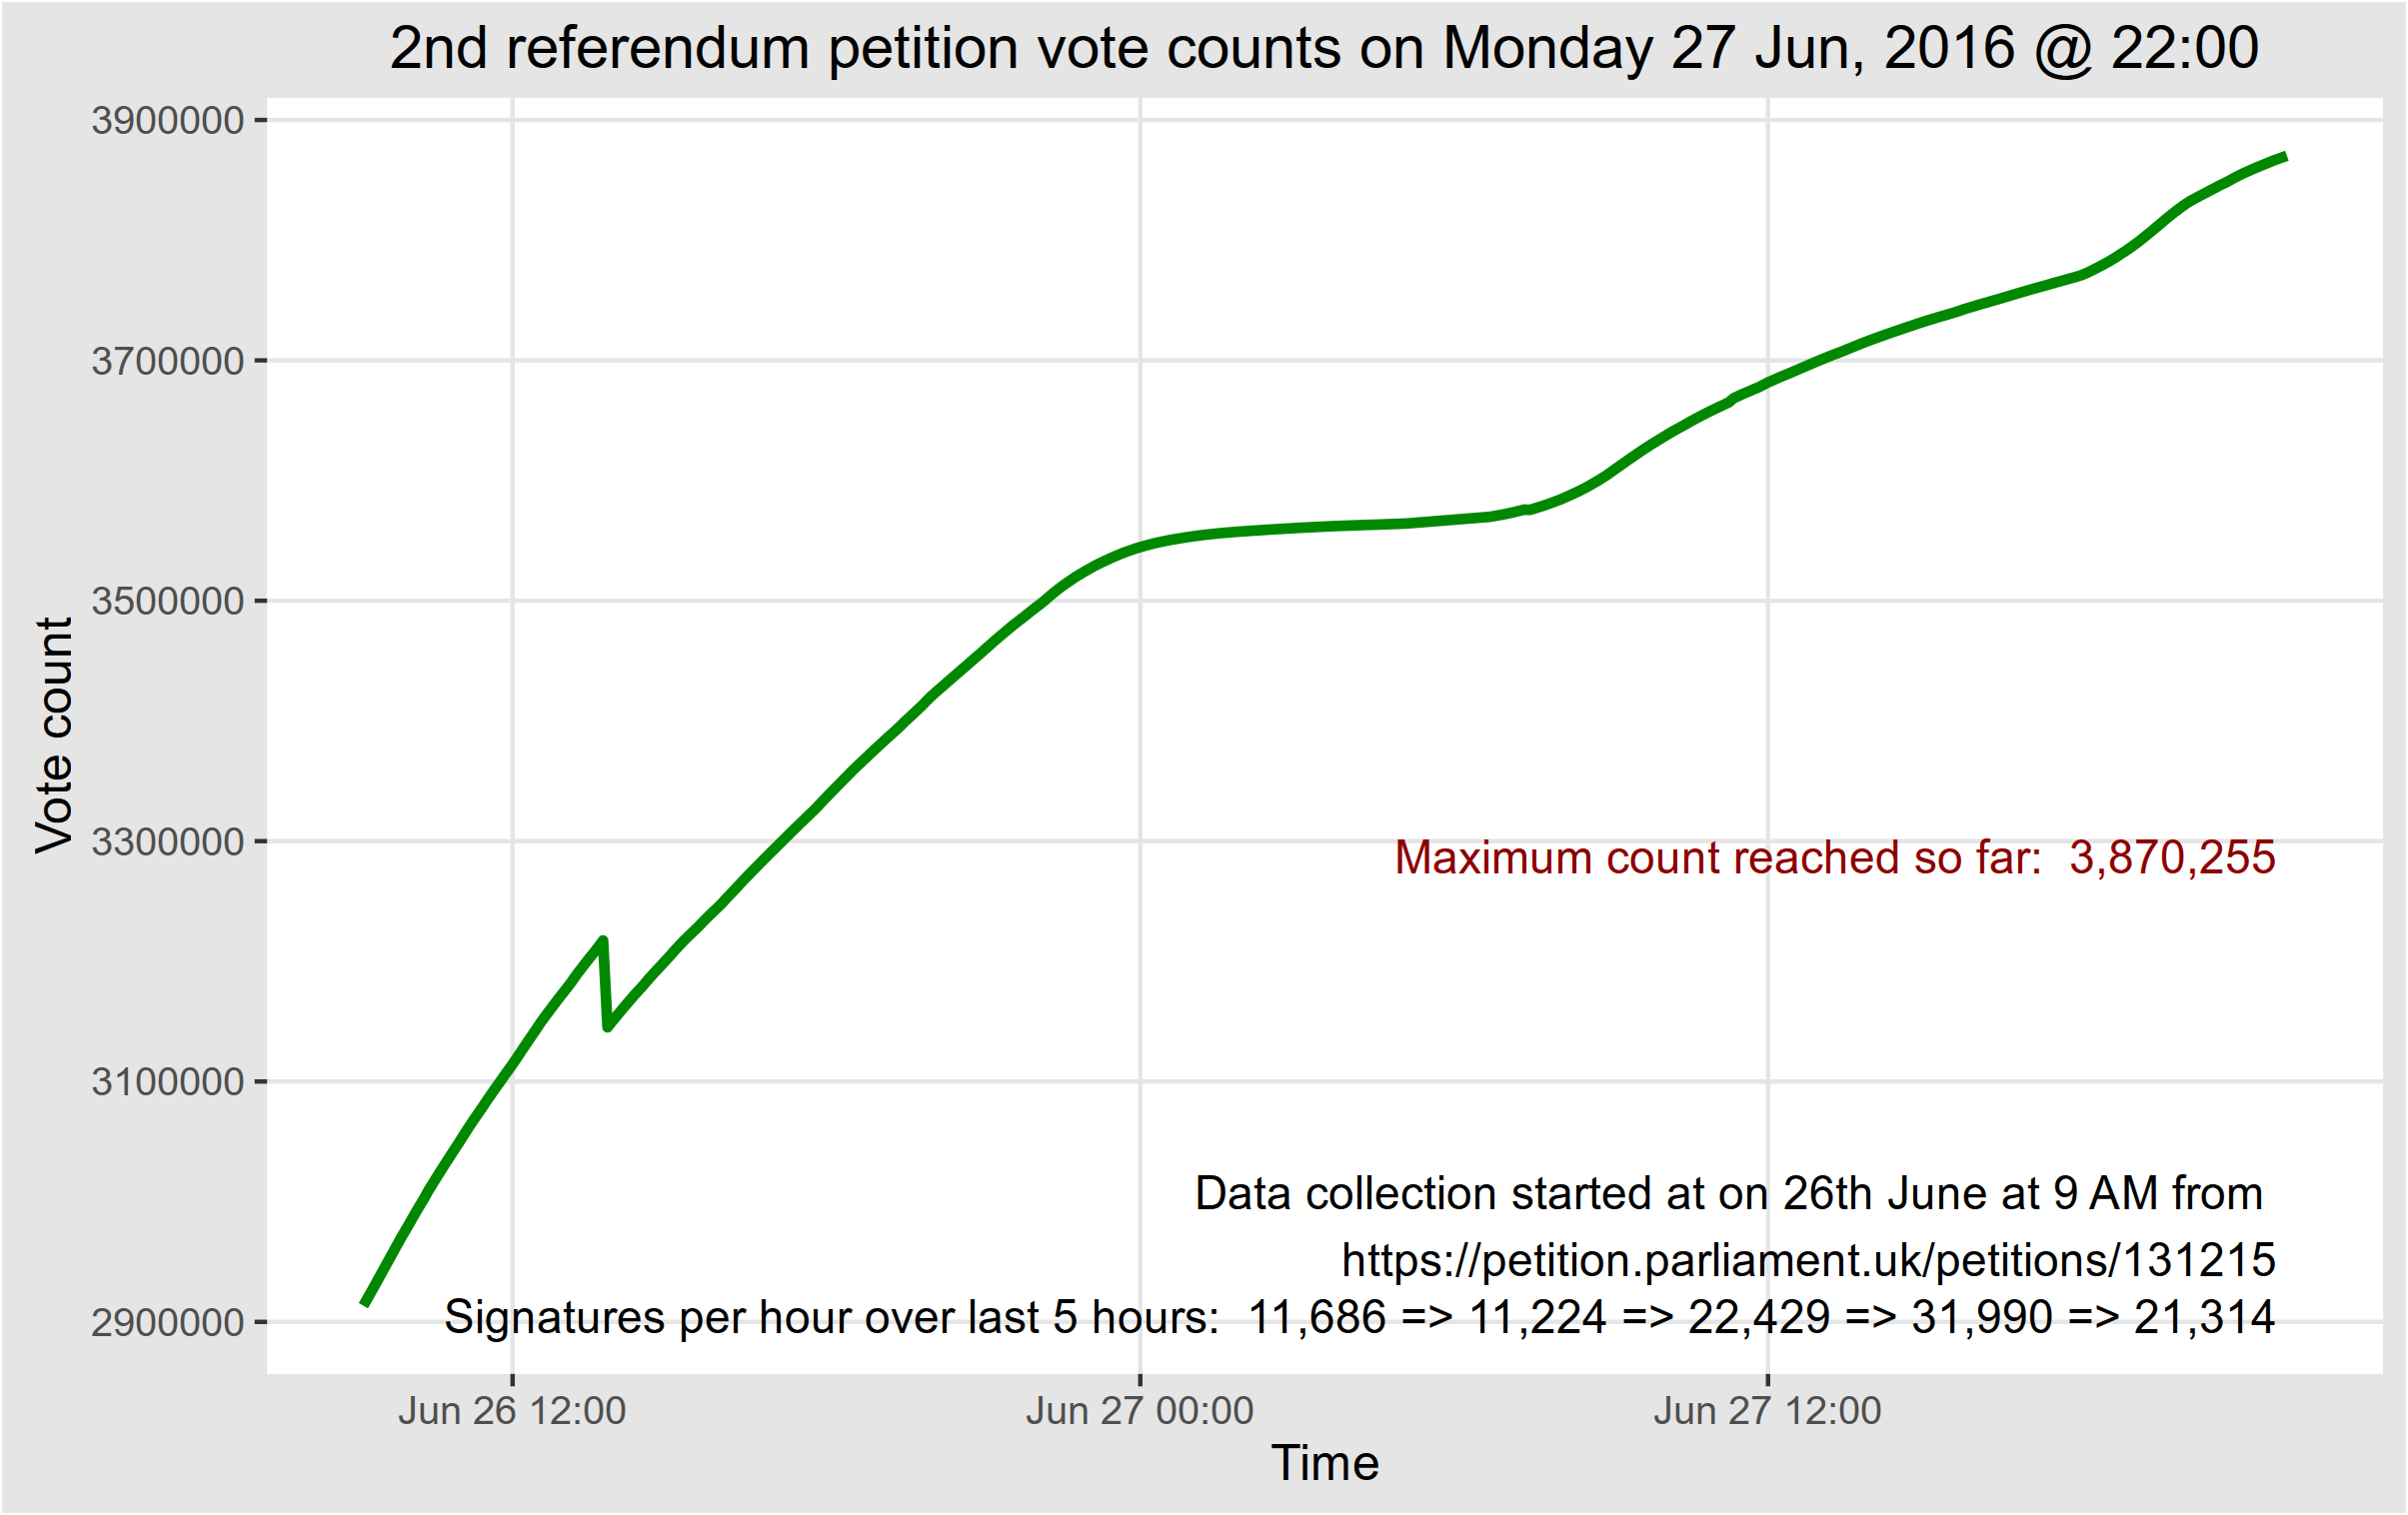 2nd referendum petition vote counts on Monday 27 Jun, 2016 @ 22:00
3900000
3700000
3500000
3300000
3100000
2900000
Vote count
Maximum count reached so far:  3,870,255
Data collection started at on 26th June at 9 AM from
https://petition.parliament.uk/petitions/131215
Signatures per hour over last 5 hours:  11,686 => 11,224 => 22,429 => 31,990 => 21,314
Jun 26 12:00
Jun 27 00:00
Jun 27 12:00
Time